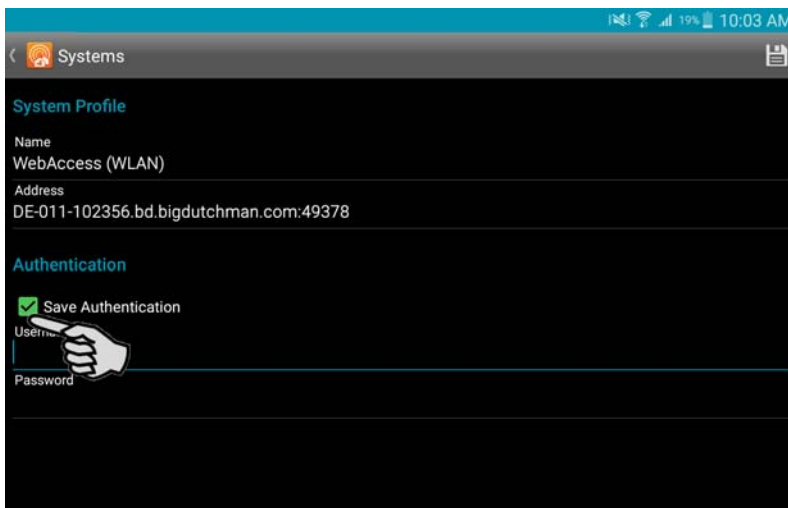 19% 10:03 AM
Systems
System Profile
Name
WebAccess (WLAN)
Address
DE-011-102356.bd.bigdutchman.com:49378
Authentication
Save Authentication
Password